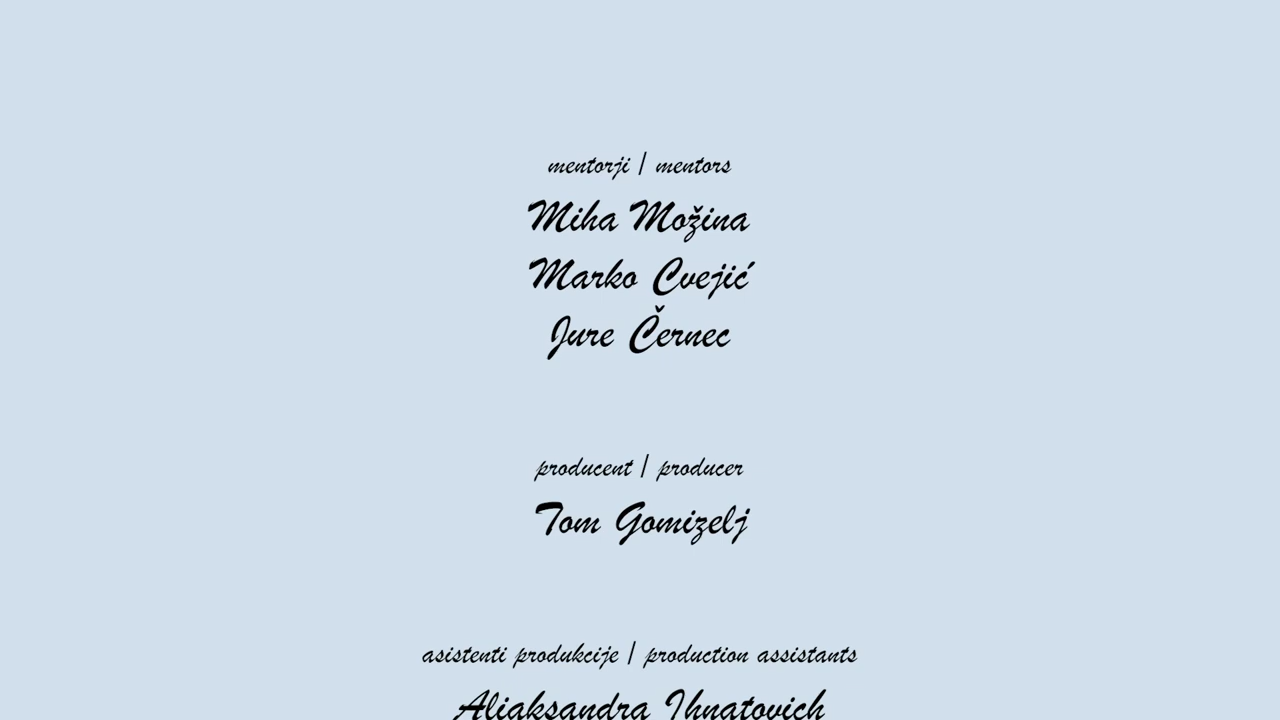 mentorji | mentors
Miha Možina
Marko Cvejić
Jure Černec
producent | producer
Tom Gomizelj
asistenti produkcije | production assistants
Aliaksandra Ihnatovich